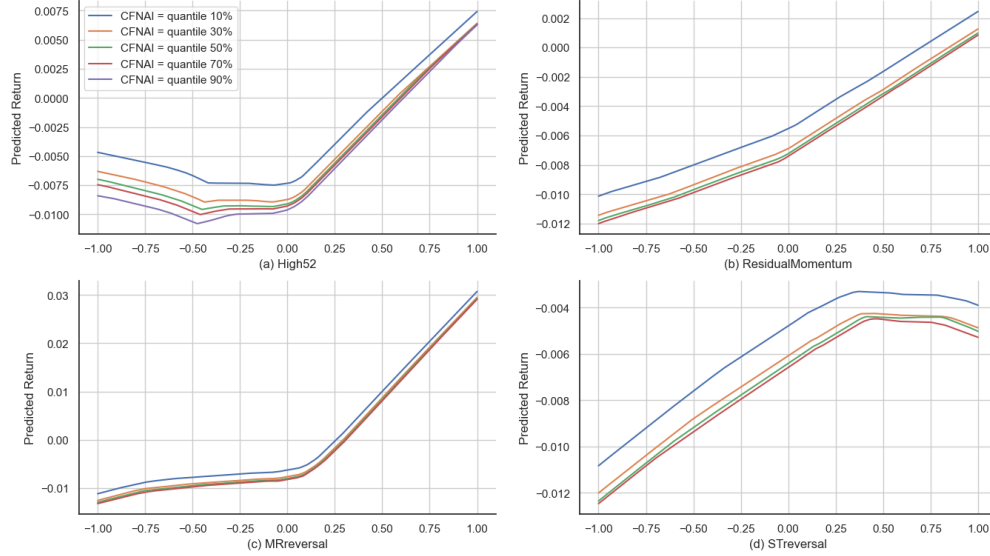 0.0075
0.0050
0.0025
0.0000
−0.0025
−0.0050
−0.0075
−0.0100
Predicted Return
CFNAI = quantile 10%
CFNAI = quantile 30%
CFNAI = quantile 50%
CFNAI = quantile 70%
CFNAI = quantile 90%
−1.00 −0.75 −0.50 −0.25 0.00 0.25 0.50 0.75 1.00
(a) High52
0.002
0.000
−0.002
−0.004
−0.006
−0.008
−0.010
−0.012
Predicted Return
−1.00 −0.75 −0.50 −0.25 0.00 0.25 0.50 0.75 1.00
(b) ResidualMomentum
0.03
0.02
0.01
0.00
−0.01
Predicted Return
−1.00 −0.75 −0.50 −0.25 0.00 0.25 0.50 0.75 1.00
(c) MRreversal
−0.004
−0.006
−0.008
−0.010
−0.012
Predicted Return
−1.00 −0.75 −0.50 −0.25 0.00 0.25 0.50 0.75 1.00
(d) STreversal